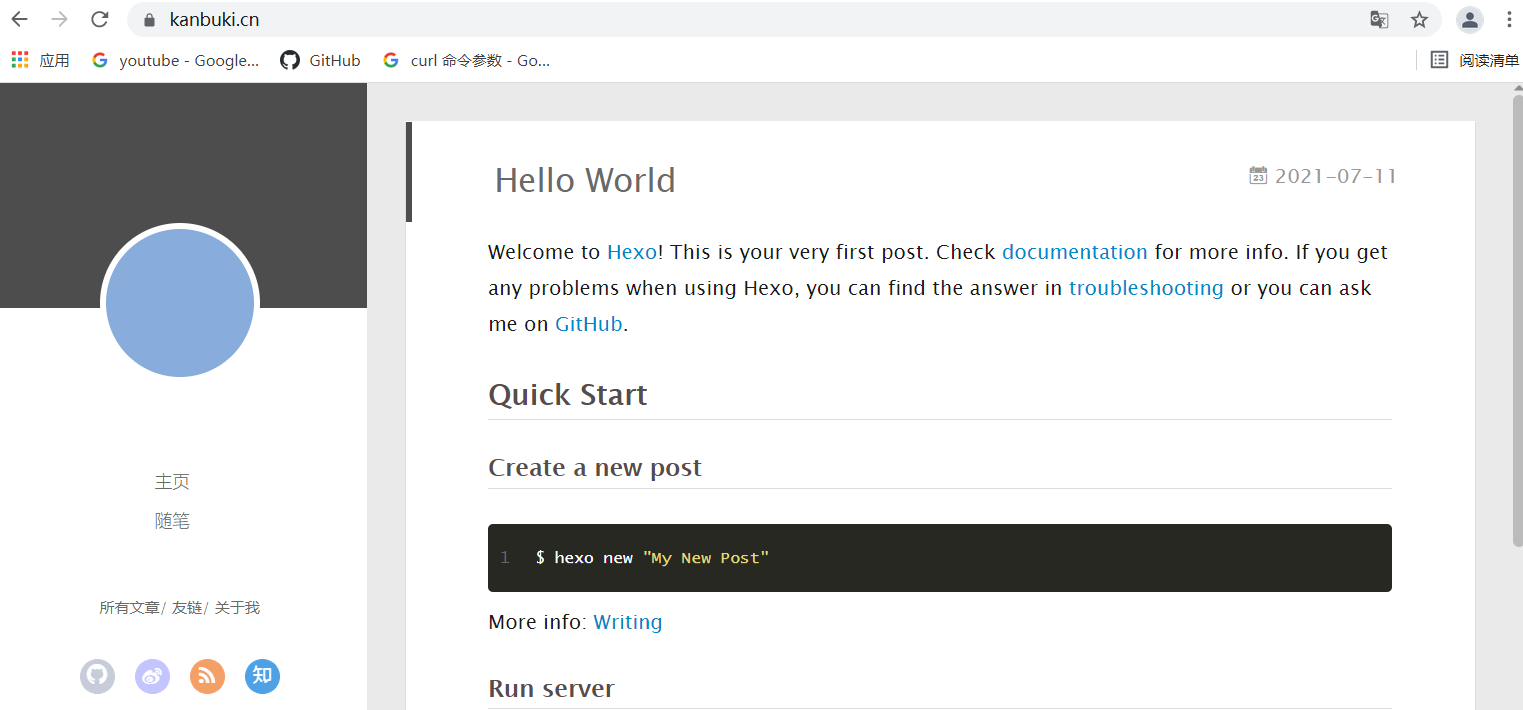 kanbuki.cn
应用
youtube - Google...
GitHub
curl 命令参数 - Go...
阅读清单
主页
随笔
所有文章/ 友链/ 关于我
知
Hello World
23
2021-07-11
Welcome to Hexo! This is your very first post. Check documentation for more info. If you get
any problems when using Hexo, you can find the answer in troubleshooting or you can ask
me on GitHub.
Quick Start
Create a new post
1 $ hexo new "My New Post"
More info: Writing
Run server